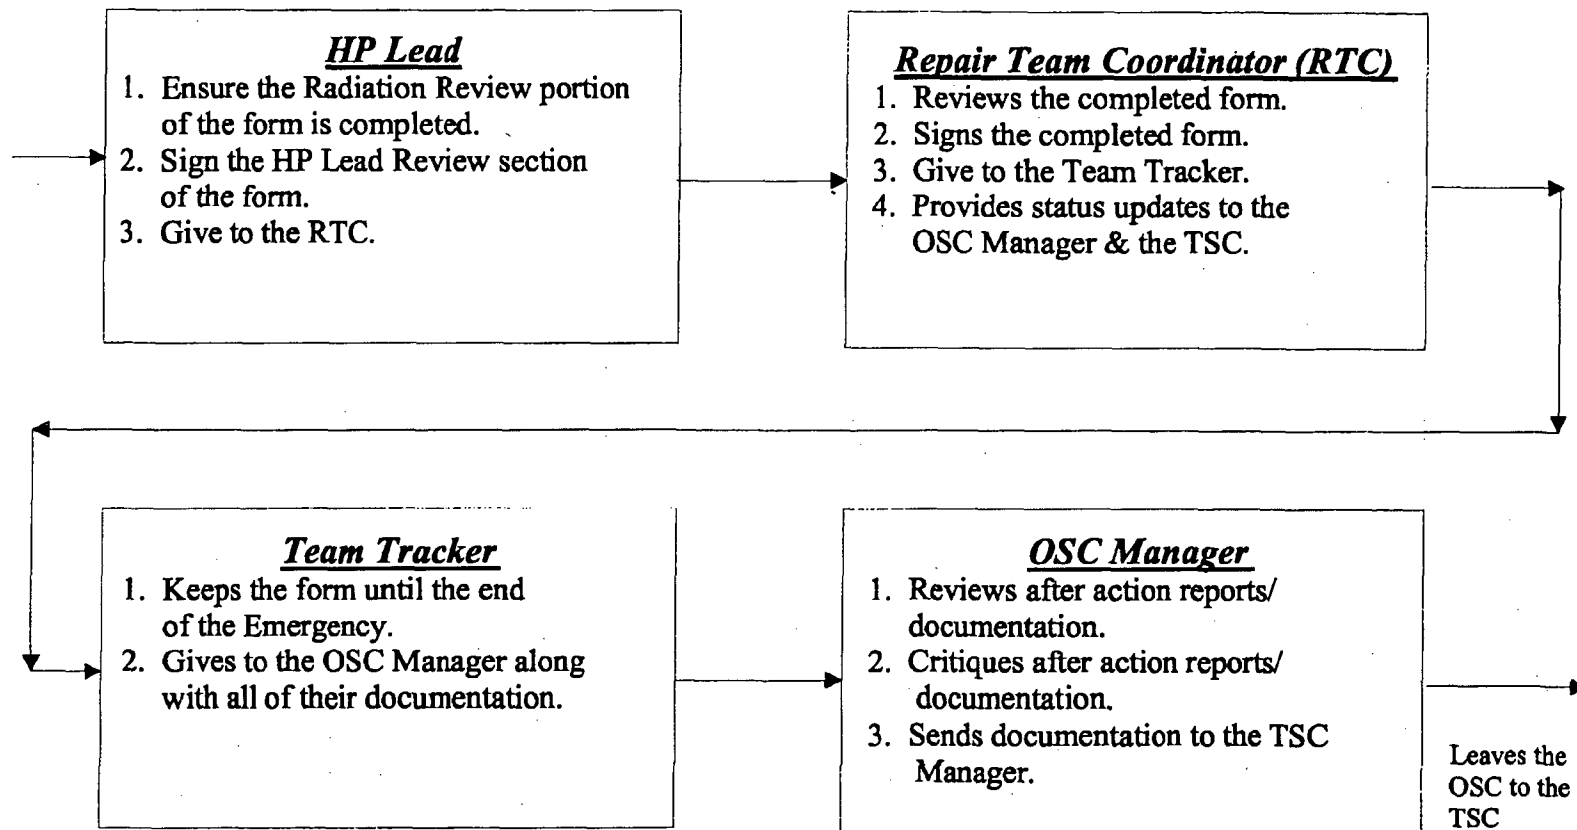 HP Lead
1. Ensure the Radiation Review portion
of the form is completed.
2. Sign the HP Lead Review section
of the form.
3. Give to the RTC.
Repair Team Coordinator (RTC)
1. Reviews the completed form.
2. Signs the completed form.
3. Give to the Team Tracker.
4. Provides status updates to the
OSC Manager & the TSC.
Team Tracker
1. Keeps the form until the end
of the Emergency.
2. Gives to the OSC Manager along
with all of their documentation.
OSC Manager
1. Reviews after action reports/
documentation.
2. Critiques after action reports/
documentation.
3. Sends documentation to the TSC
Manager.
Leaves the
OSC to the
TSC